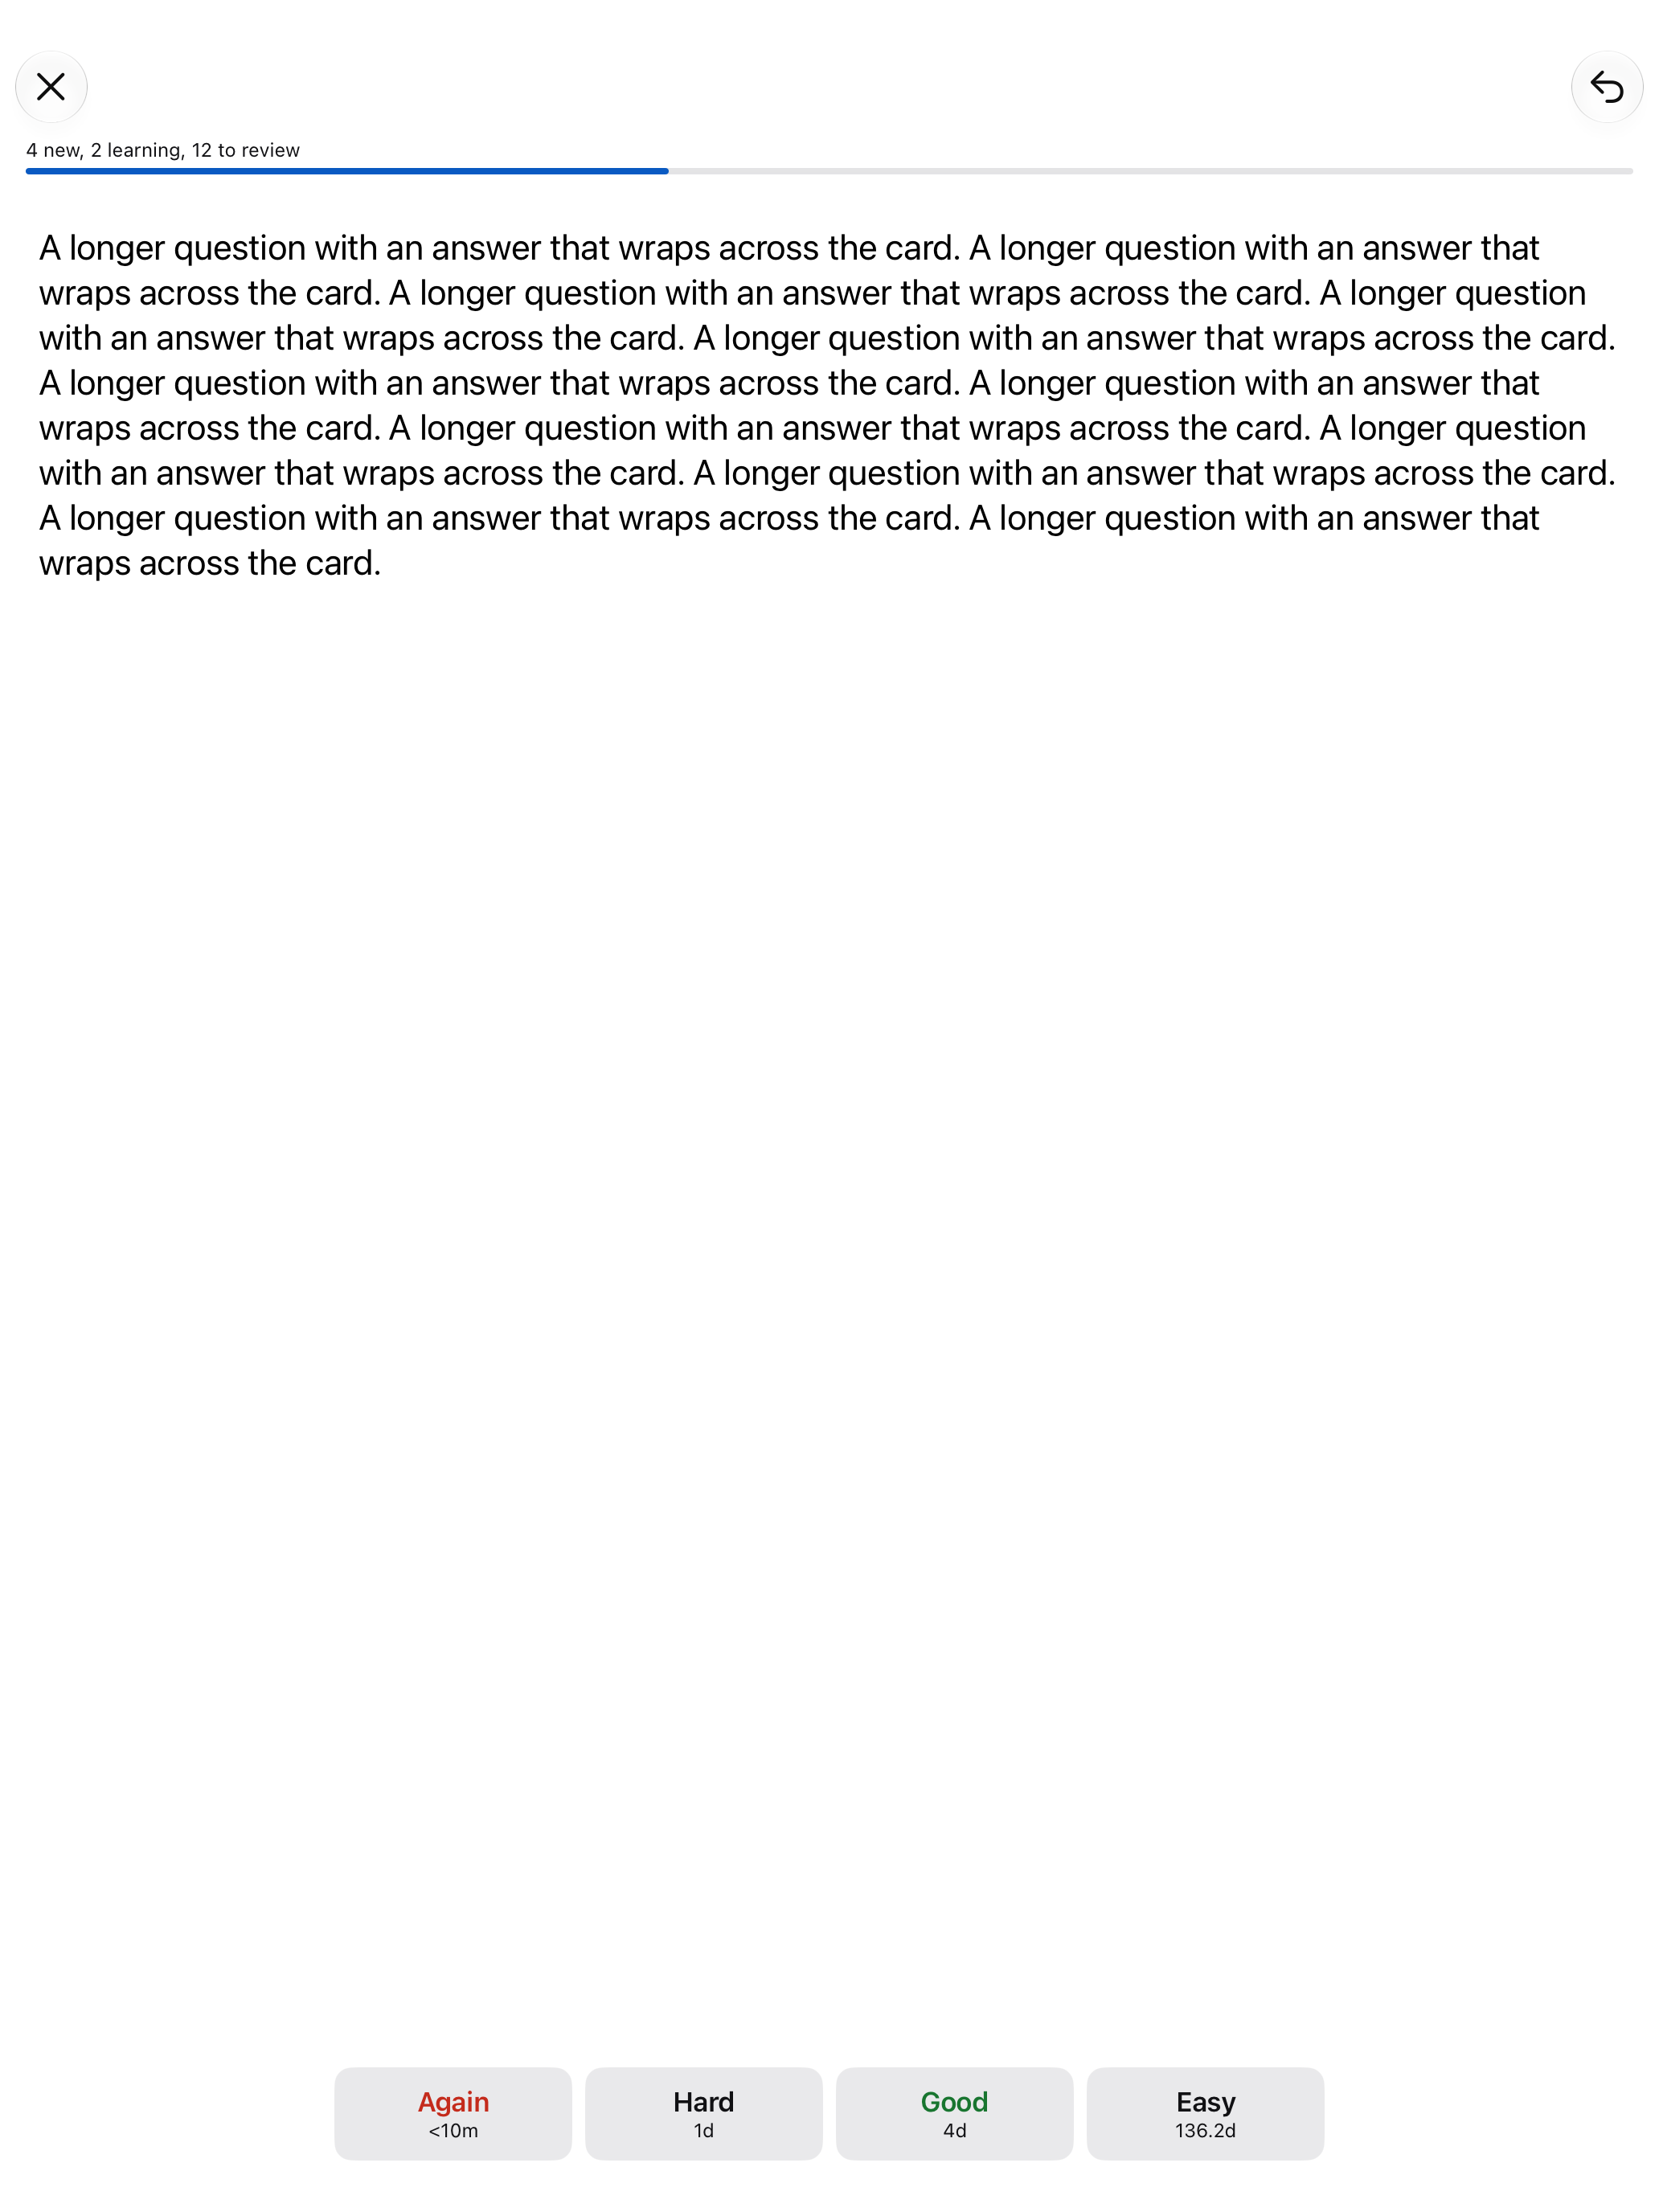 4 new, 2 learning, 12 to review
A longer question with an answer that wraps across the card. A longer question with an answer that
wraps across the card. A longer question with an answer that wraps across the card. A longer question
with an answer that wraps across the card. A longer question with an answer that wraps across the card.
A longer question with an answer that wraps across the card. A longer question with an answer that
wraps across the card. A longer question with an answer that wraps across the card. A longer question
with an answer that wraps across the card. A longer question with an answer that wraps across the card.
A longer question with an answer that wraps across the card. A longer question with an answer that
wraps across the card.
Again Hard Good Easy
<10m 1d 4d 136.2d